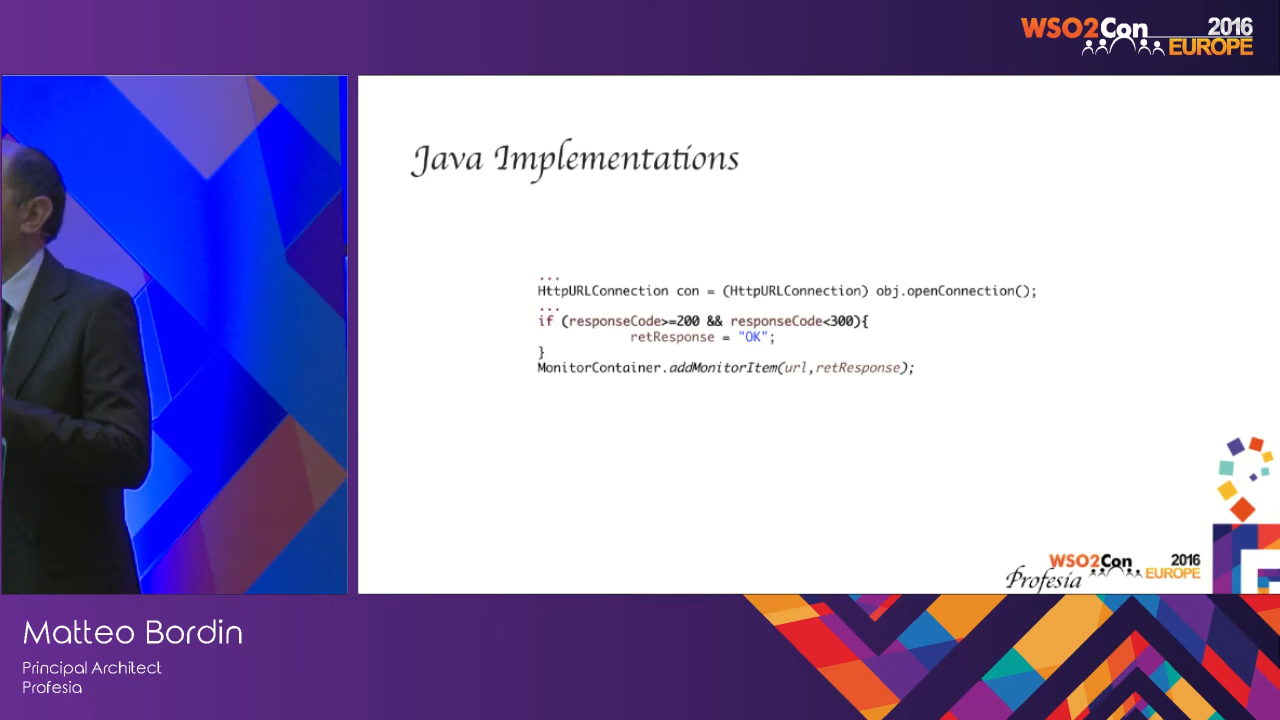 WSO2Con 2016
EUROPE
Java Implementations
...
HttpURLConnection con = (HttpURLConnection) obj.openConnection();
...
if (responseCode>=200 && responseCode<300){
retResponse = "OK";
}
MonitorContainer.addMonitorItem(url,retResponse);
WSO2Con 2016
EUROPE
Profesia
Matteo Bordin
Principal Architect
Profesia